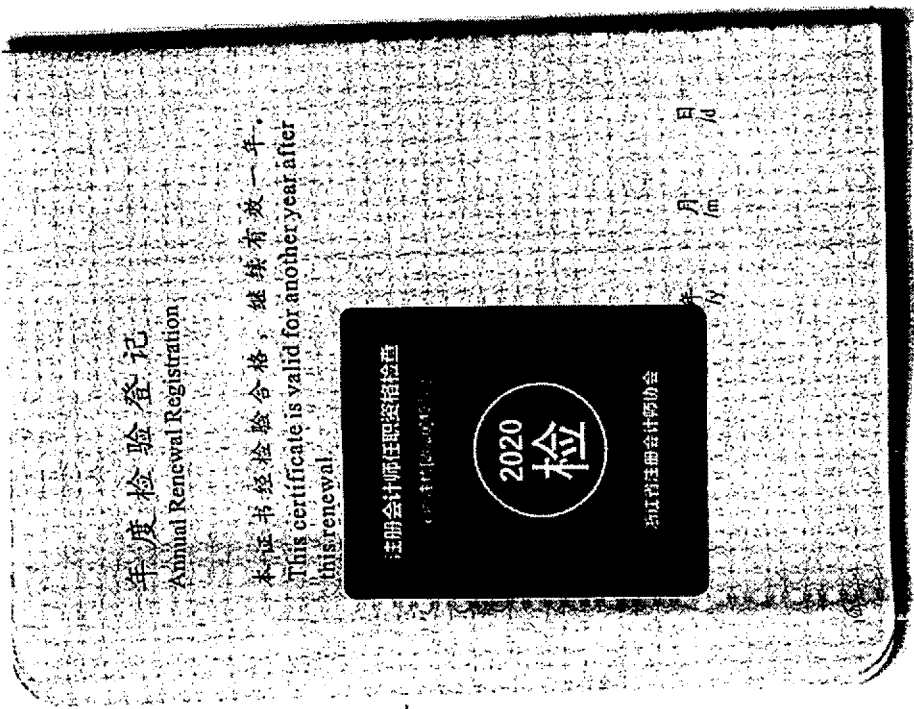 年度检验登记
Annual Renewal Registration
本证书经检验合格，继续有效一年。
This certificate is valid for another year after
this renewal.
注册会计师任职资格检查
2020
检
浙江省注册会计师协会
年 月 日
/y /m /d